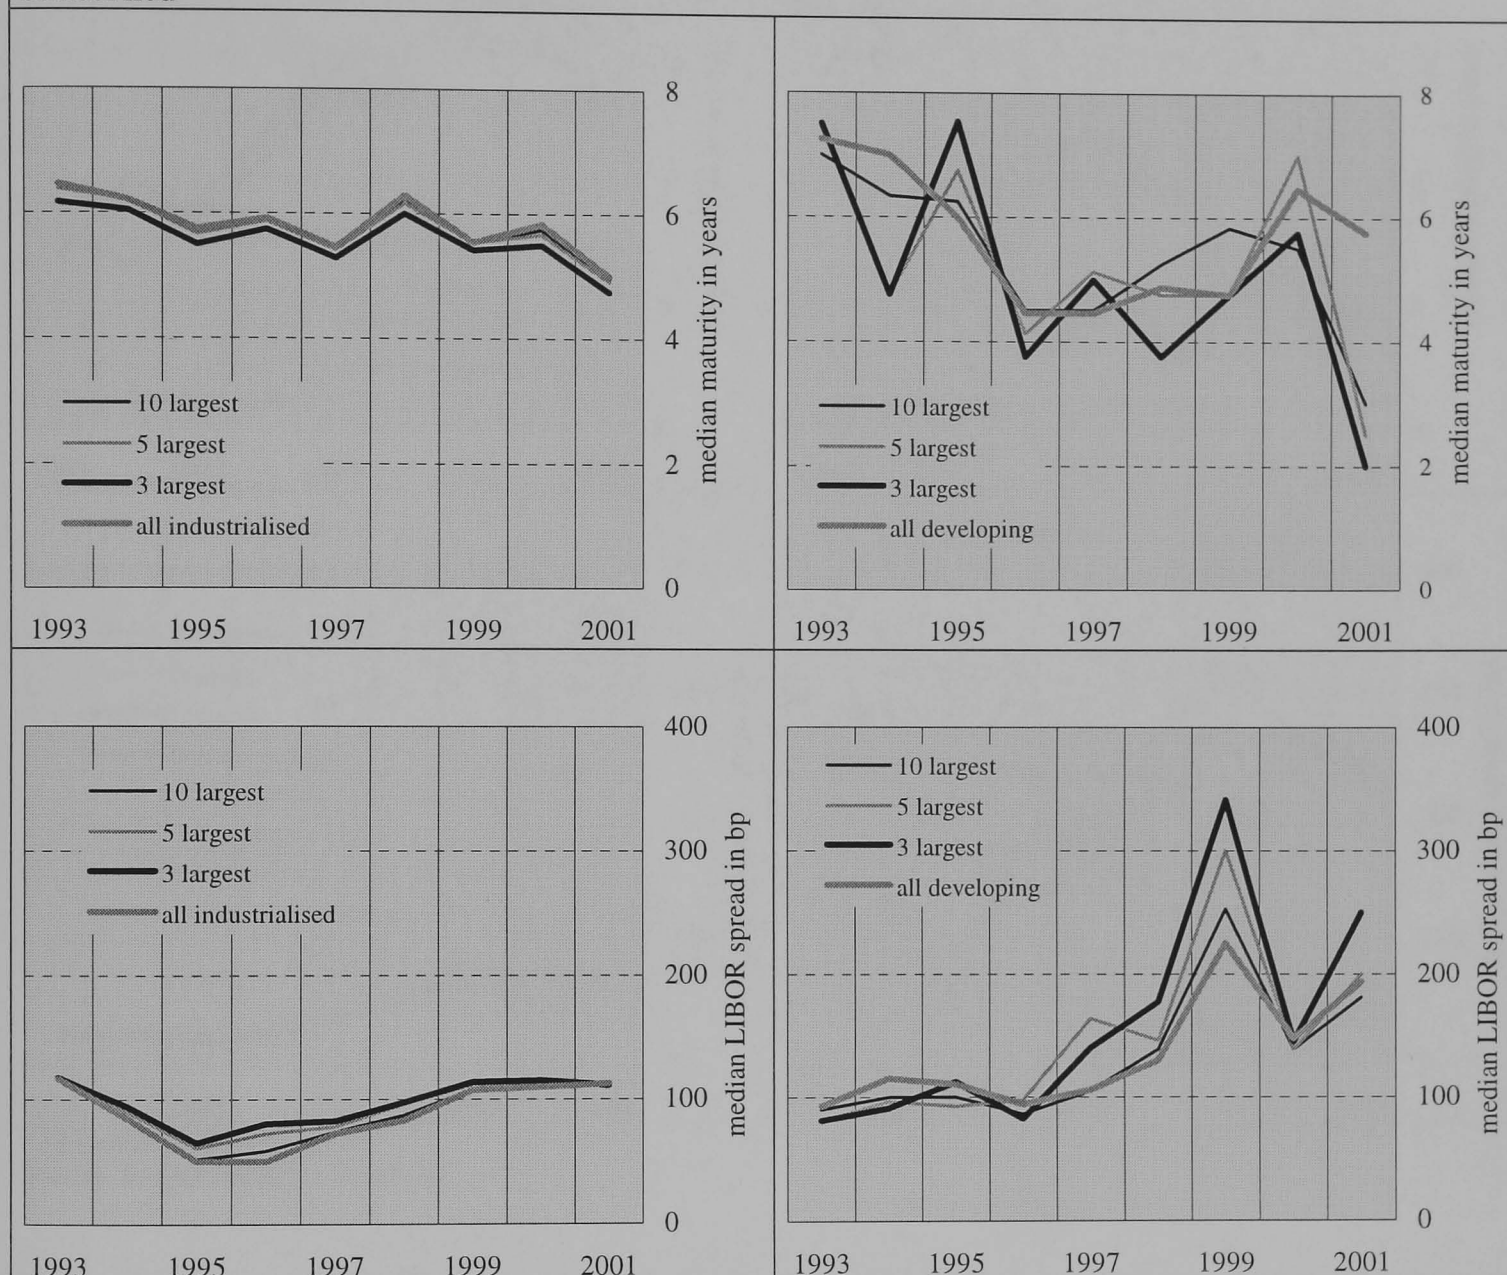 8
6
4
2
0
median maturity in years
10 largest
5 largest
3 largest
all industrialised
1993 1995 1997 1999 2001
8
6
4
2
0
median maturity in years
10 largest
5 largest
3 largest
all developing
1993 1995 1997 1999 2001
400
300
200
100
0
median LIBOR spread in bp
10 largest
5 largest
3 largest
all industrialised
1993 1995 1997 1999 2001
400
300
200
100
0
median LIBOR spread in bp
10 largest
5 largest
3 largest
all developing
1993 1995 1997 1999 2001